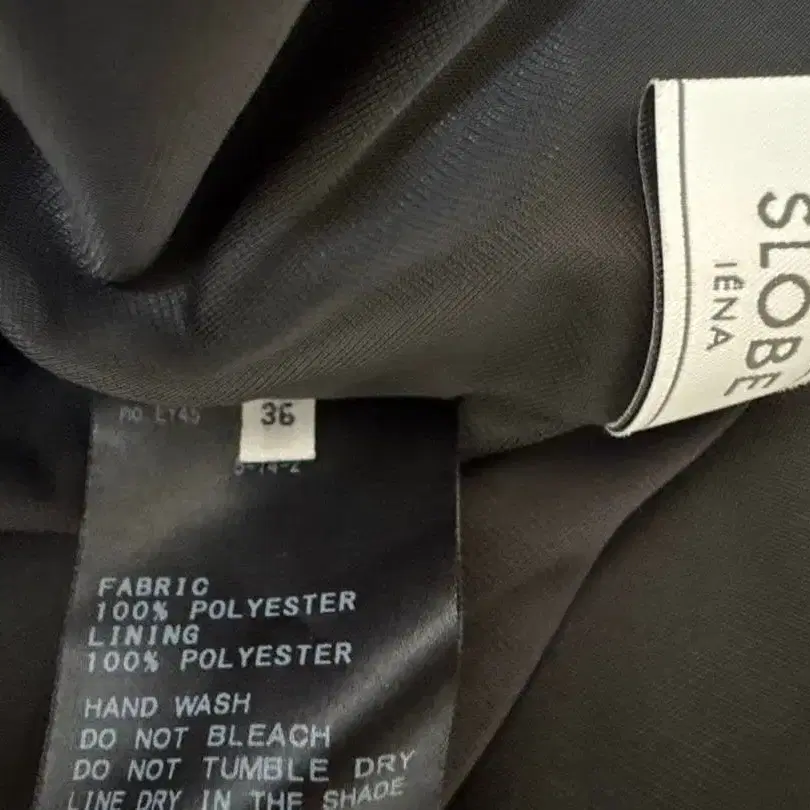 SLOBE
IÉNA
36
FABRIC
100% POLYESTER
LINING
100% POLYESTER
HAND WASH
DO NOT BLEACH
DO NOT TUMBLE DRY
LINE DRY IN THE SHADE